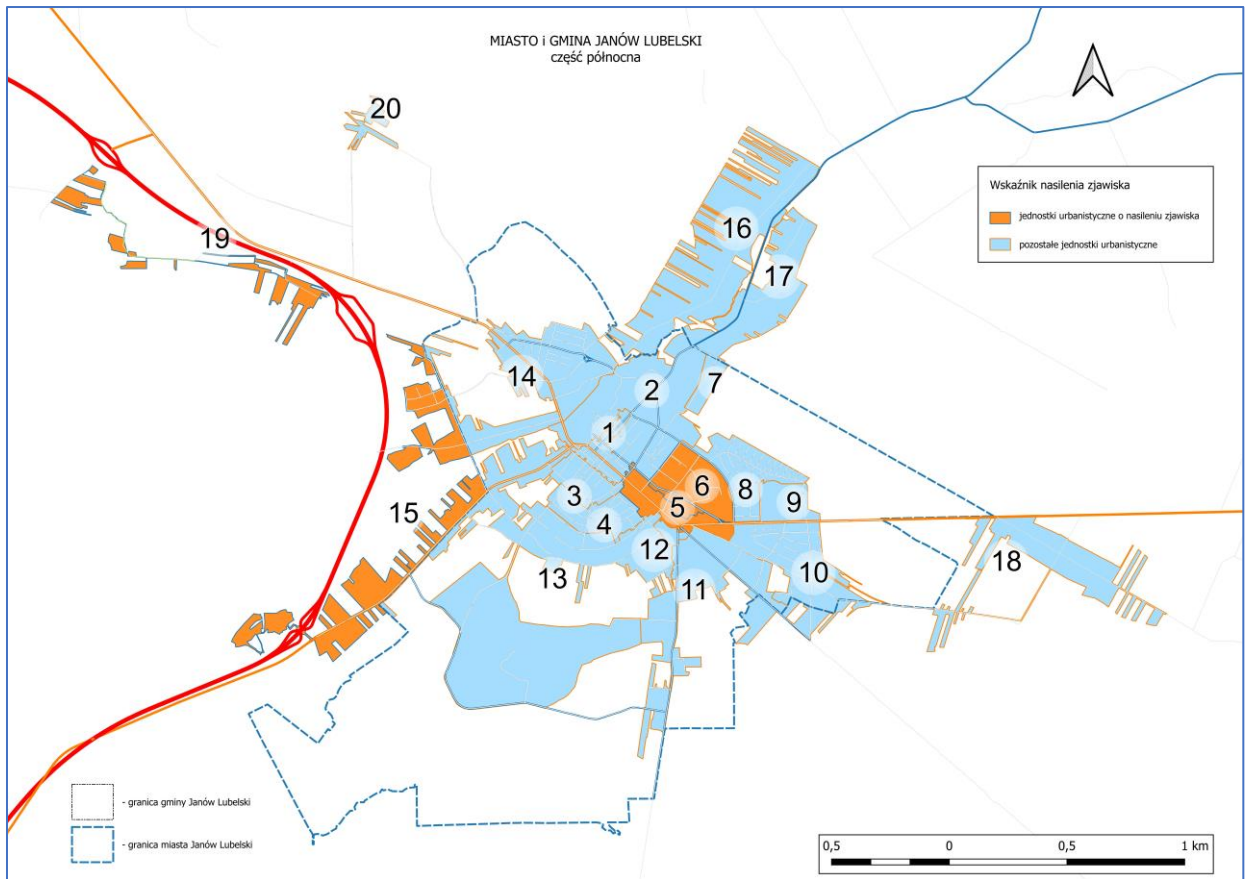 MIASTO i GMINA JANÓW LUBELSKI
część północna
20
Wskaźnik nasilenia zjawiska
jednostki urbanistyczne o nasileniu zjawiska
pozostałe jednostki urbanistyczne
16
19
17
14
2
7
1
3
6
8
9
5
15
4
12
18
13
11
10
- granica gminy Janów Lubelski
- granica miasta Janów Lubelski
0,5 0 0,5 1 km